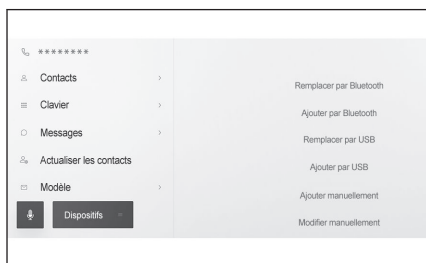 ********
Contacts
Clavier
Messages
Actualiser les contacts
Modèle
Dispositifs
Remplacer par Bluetooth
Ajouter par Bluetooth
Remplacer par USB
Ajouter par USB
Ajouter manuellement
Modifier manuellement